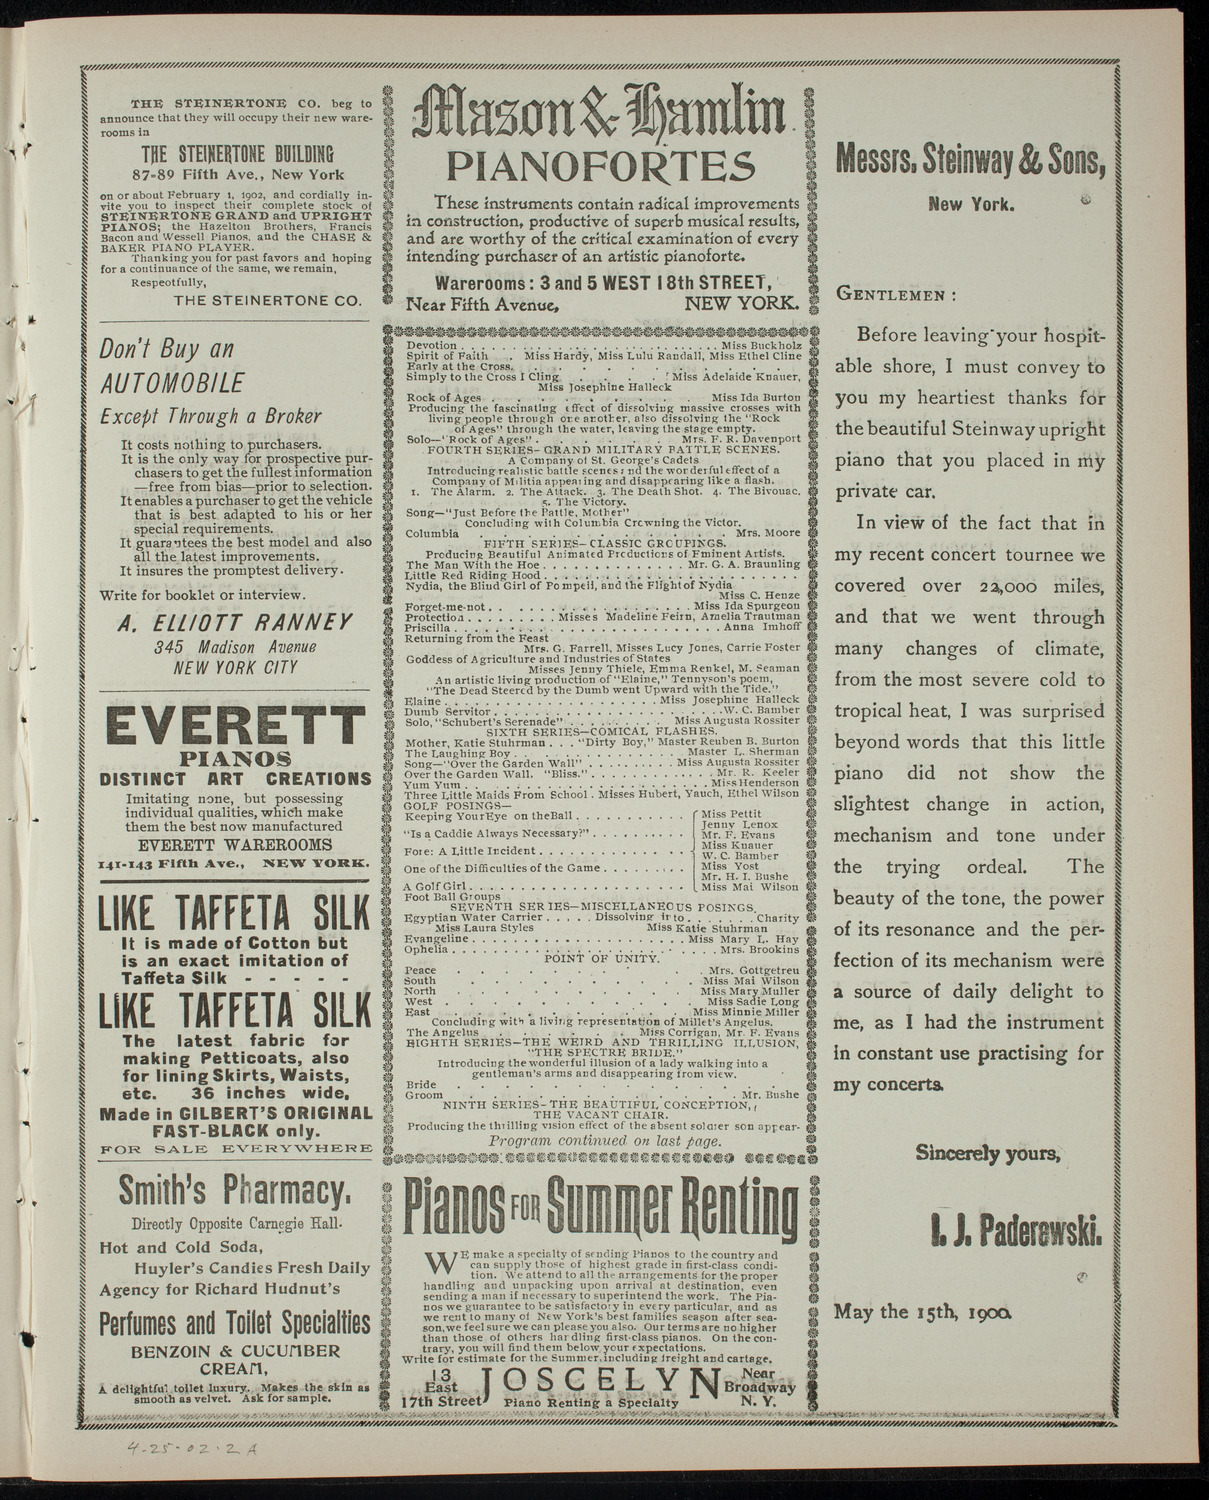 THE STEINERTONE CO. beg to
announce that they will occupy their new ware-
rooms in
THE STEINERTONE BUILDING
87-89 Fifth Ave., New York
on or about February 1, 1902, and cordially in-
vite you to inspect their complete stock of
STEINERTONE GRAND and UPRIGHT
PIANOS; the Hazelton Brothers, Francis
Bacon and Wessell Pianos, and the CHASE &
BAKER PIANO PLAYER.
Thanking you for past favors and hoping
for a continuance of the same, we remain,
Respectfully,
THE STEINERTONE CO.
Don't Buy an
AUTOMOBILE
Except Through a Broker
It costs nothing to purchasers.
It is the only way for prospective pur-
chasers to get the fullest information
—free from bias—prior to selection.
It enables a purchaser to get the vehicle
that is best adapted to his or her
special requirements.
It guarantees the best model and also
all the latest improvements.
It insures the promptest delivery.
Write for booklet or interview.
A. ELLIOTT RANNEY
345 Madison Avenue
NEW YORK CITY
EVERETT
PIANOS
DISTINCT ART CREATIONS
Imitating none, but possessing
individual qualities, which make
them the best now manufactured
EVERETT WAREROOMS
141-143 Fifth Ave., NEW YORK.
LIKE TAFFETA SILK
It is made of Cotton but
is an exact imitation of
Taffeta Silk - - - - -
LIKE TAFFETA SILK
The latest fabric for
making Petticoats, also
for lining Skirts, Waists,
etc. 36 inches wide,
Made in GILBERT'S ORIGINAL
FAST-BLACK only.
FOR SALE EVERYWHERE
Smith's Pharmacy,
Directly Opposite Carnegie Hall.
Hot and Cold Soda,
Huyler's Candies Fresh Daily
Agency for Richard Hudnut's
Perfumes and Toilet Specialties
BENZOIN & CUCUMBER
CREAM,
A delightful toilet luxury. Makes the skin as
smooth as velvet. Ask for sample.
Mason & Hamlin
PIANOFORTES
These instruments contain radical improvements
in construction, productive of superb musical results,
and are worthy of the critical examination of every
intending purchaser of an artistic pianoforte.
Warerooms: 3 and 5 WEST 18th STREET,
Near Fifth Avenue, NEW YORK.
Devotion . . . . . Miss Buckholz
Spirit of Faith . Miss Hardy, Miss Lulu Randall, Miss Ethel Cline
Early at the Cross. . . . . .
Simply to the Cross I Cling, . . . . Miss Adelaide Knauer,
Miss Josephine Halleck
Rock of Ages . . . . . . Miss Ida Burton
Producing the fascinating effect of dissolving massive crosses with
living people through one another, also dissolving the "Rock
of Ages" through the water, leaving the stage empty.
Solo—"Rock of Ages" . . . . . . Mrs. F. R. Davenport
FOURTH SERIES—GRAND MILITARY BATTLE SCENES.
A Company of St. George's Cadets
Introducing realistic battle scenes and the wonderful effect of a
Company of Militia appearing and disappearing like a flash.
1. The Alarm. 2. The Attack. 3. The Death Shot. 4. The Bivouac.
5. The Victory.
Song—"Just Before the Battle, Mother"
Concluding with Columbia Crowning the Victor.
Columbia . . . . . . Mrs. Moore
FIFTH SERIES—CLASSIC GROUPINGS.
Producing Beautiful Animated Productions of Eminent Artists.
The Man With the Hoe . . . . . . Mr. G. A. Braunling
Little Red Riding Hood . . . . . .
Nydia, the Blind Girl of Pompeii, and the Flight of Nydia
Miss C. Henze
Forget-me-not . . . . . . Miss Ida Spurgeon
Protection . . . . . . Misses Madeline Feirn, Amelia Trautman
Priscilla . . . . . . Anna Imhoff
Returning from the Feast
Mrs. G. Farrell, Misses Lucy Jones, Carrie Foster
Goddess of Agriculture and Industries of States
Misses Jenny Thiele, Emma Renkel, M. Seaman
An artistic living production of "Elaine," Tennyson's poem,
"The Dead Steered by the Dumb went Upward with the Tide."
Elaine . . . . . . Miss Josephine Halleck
Dumb Servitor . . . . . . W. C. Bamber
Solo, "Schubert's Serenade" . . . . . . Miss Augusta Rossiter
SIXTH SERIES—COMICAL FLASHES.
Mother, Katie Stuhrman . . . "Dirty Boy," Master Reuben B. Burton
The Laughing Boy . . . . . . Master L. Sherman
Song—"Over the Garden Wall" . . . . . . Miss Augusta Rossiter
Over the Garden Wall. "Bliss." . . . . . . Mr. R. Keeler
Yum Yum . . . . . . Miss Henderson
Three Little Maids From School . Misses Hubert, Yauch, Ethel Wilson
GOLF POSINGS—
Keeping Your Eye on the Ball . . . . . . Miss Pettit
Jenny Lenox
"Is a Caddie Always Necessary?" . . . . . . Mr. F. Evans
Miss Knauer
Fore: A Little Incident . . . . . . W. C. Bamber
One of the Difficulties of the Game . . . . . . Miss Yost
Mr. H. I. Bushe
A Golf Girl . . . . . . Miss Mai Wilson
Foot Ball Groups
SEVENTH SERIES—MISCELLANEOUS POSINGS.
Egyptian Water Carrier . . . . . Dissolving into . . . . . . Charity
Miss Laura Styles Miss Katie Stuhrman
Evangeline . . . . . . Miss Mary L. Hay
Ophelia . . . . . . Mrs. Brookins
POINT OF UNITY.
Peace . . . . . . Mrs. Gottgetreu
South . . . . . . Miss Mai Wilson
North . . . . . . Miss Mary Muller
West . . . . . . Miss Sadie Long
East . . . . . . Miss Minnie Miller
Concluding with a living representation of Millet's Angelus.
The Angelus . . . . Miss Corrigan, Mr. F. Evans
EIGHTH SERIES—THE WEIRD AND THRILLING ILLUSION,
"THE SPECTRE BRIDE."
Introducing the wonderful illusion of a lady walking into a
gentleman's arms and disappearing from view.
Bride . . . . . .
Groom . . . . . . Mr. Bushe
NINTH SERIES—THE BEAUTIFUL CONCEPTION,
THE VACANT CHAIR.
Producing the thrilling vision effect of the absent soldier son appear-
Program continued on last page.
Pianos FOR Summer Renting
WE make a specialty of sending Pianos to the country and
can supply those of highest grade in first-class condi-
tion. We attend to all the arrangements for the proper
handling and unpacking upon arrival at destination, even
sending a man if necessary to superintend the work. The Pia-
nos we guarantee to be satisfactory in every particular, and as
we rent to many of New York's best families season after sea-
son, we feel sure we can please you also. Our terms are no higher
than those of others handling first-class pianos. On the con-
trary, you will find them below your expectations.
Write for estimate for the Summer, including freight and cartage.
13 East 17th Street JOSCELYN Near Broadway N. Y.
Piano Renting a Specialty
Messrs. Steinway & Sons,
New York.
GENTLEMEN:
Before leaving your hospit-
able shore, I must convey to
you my heartiest thanks for
the beautiful Steinway upright
piano that you placed in my
private car.
In view of the fact that in
my recent concert tournee we
covered over 22,000 miles,
and that we went through
many changes of climate,
from the most severe cold to
tropical heat, I was surprised
beyond words that this little
piano did not show the
slightest change in action,
mechanism and tone under
the trying ordeal. The
beauty of the tone, the power
of its resonance and the per-
fection of its mechanism were
a source of daily delight to
me, as I had the instrument
in constant use practising for
my concerts.
Sincerely yours,
I. J. Paderewski.
May the 15th, 1900.
4-25-02-2A